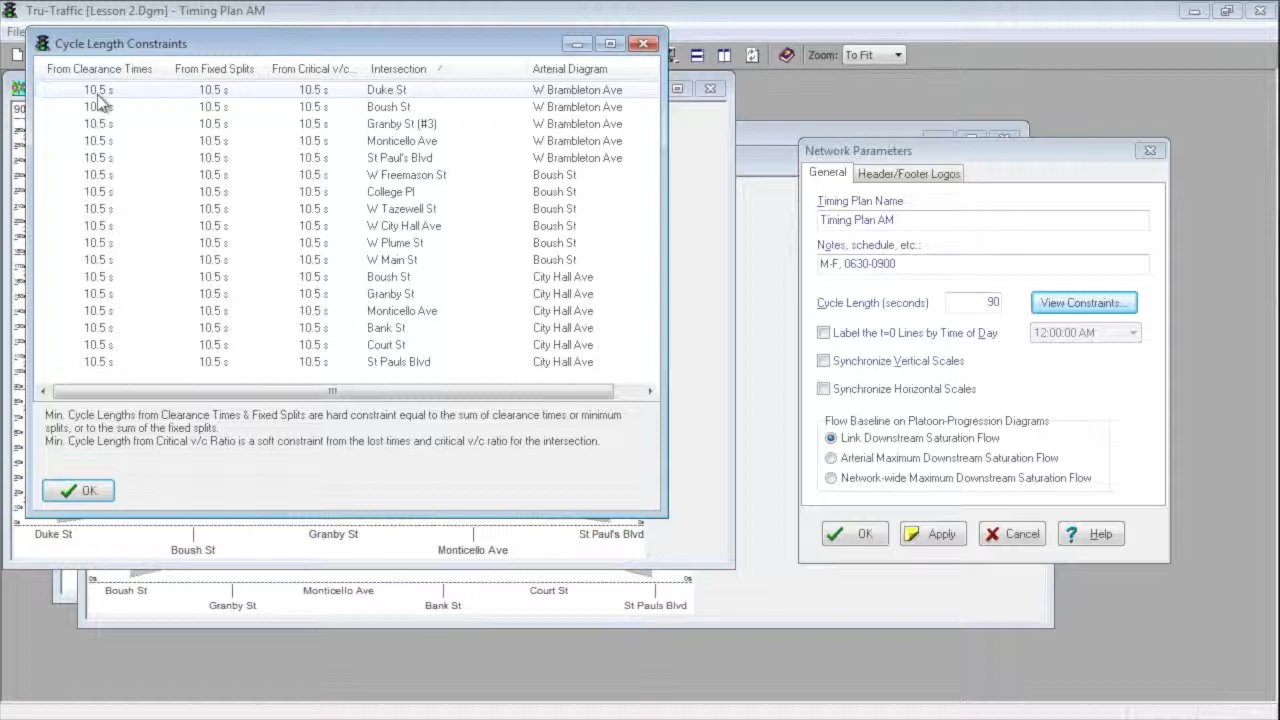 Tru-Traffic [Lesson 2.Dgm] - Timing Plan AM
File
Cycle Length Constraints
Zoom: To Fit
From Clearance Times From Fixed Splits From Critical v/c... Intersection Arterial Diagram
10.5 s 10.5 s 10.5 s Duke St W Brambleton Ave
10.5 s 10.5 s 10.5 s Boush St W Brambleton Ave
10.5 s 10.5 s 10.5 s Granby St (#3) W Brambleton Ave
10.5 s 10.5 s 10.5 s Monticello Ave W Brambleton Ave
10.5 s 10.5 s 10.5 s St Paul's Blvd W Brambleton Ave
10.5 s 10.5 s 10.5 s W Freemason St Boush St
10.5 s 10.5 s 10.5 s College Pl Boush St
10.5 s 10.5 s 10.5 s W Tazewell St Boush St
10.5 s 10.5 s 10.5 s W City Hall Ave Boush St
10.5 s 10.5 s 10.5 s W Plume St Boush St
10.5 s 10.5 s 10.5 s W Main St Boush St
10.5 s 10.5 s 10.5 s Boush St City Hall Ave
10.5 s 10.5 s 10.5 s Granby St City Hall Ave
10.5 s 10.5 s 10.5 s Monticello Ave City Hall Ave
10.5 s 10.5 s 10.5 s Bank St City Hall Ave
10.5 s 10.5 s 10.5 s Court St City Hall Ave
10.5 s 10.5 s 10.5 s St Pauls Blvd City Hall Ave
Min. Cycle Lengths from Clearance Times & Fixed Splits are hard constraint equal to the sum of clearance times or minimum
splits, or to the sum of the fixed splits.
Min. Cycle Length from Critical v/c Ratio is a soft constraint from the lost times and critical v/c ratio for the intersection.
OK
Network Parameters
General Header/Footer Logos
Timing Plan Name
Timing Plan AM
Notes, schedule, etc.:
M-F, 0630-0900
Cycle Length (seconds) 90 View Constraints...
Label the t=0 Lines by Time of Day 12:00:00 AM
Synchronize Vertical Scales
Synchronize Horizontal Scales
Flow Baseline on Platoon-Progression Diagrams
Link Downstream Saturation Flow
Arterial Maximum Downstream Saturation Flow
Network-wide Maximum Downstream Saturation Flow
OK Apply Cancel Help
0s 0s
Duke St Granby St St Paul's Blvd
Boush St Monticello Ave
0s 0s
Boush St Monticello Ave Court St
Granby St Bank St St Pauls Blvd